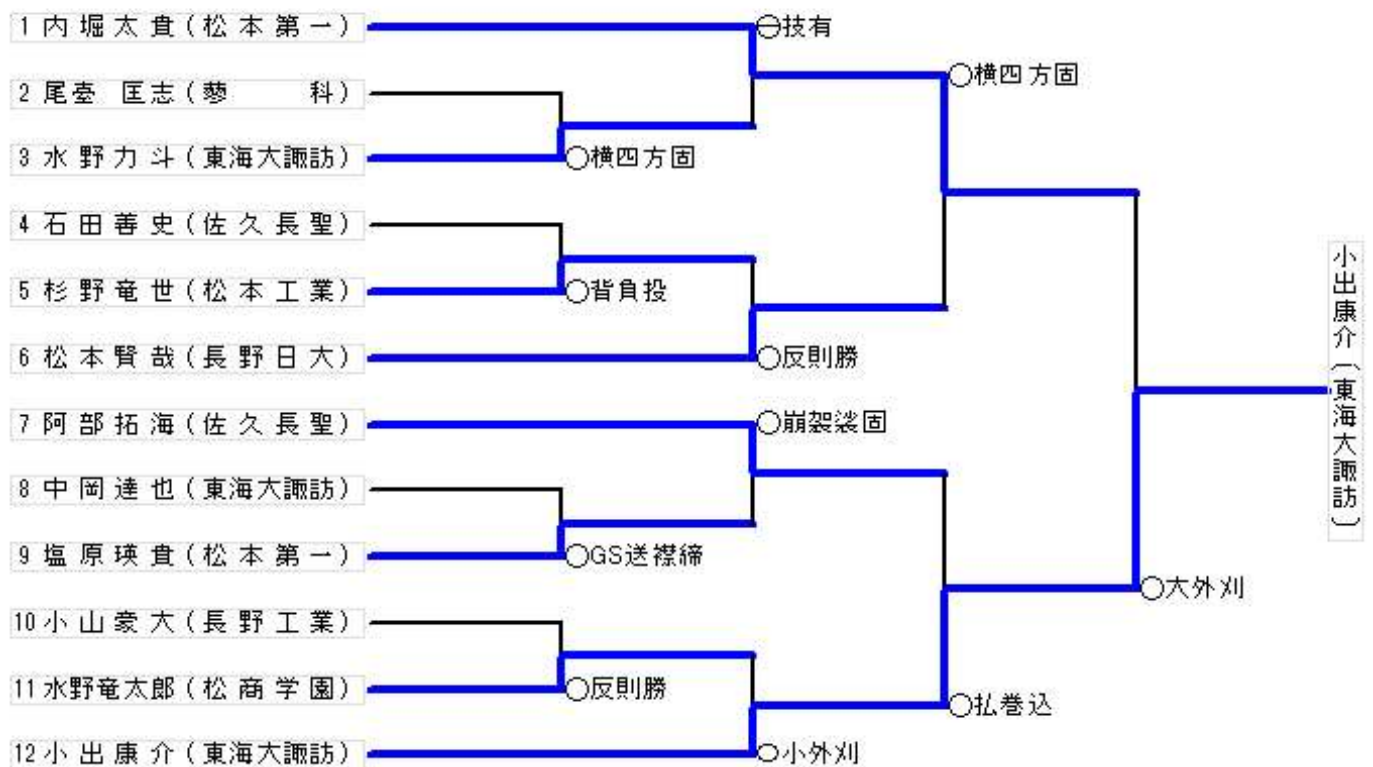 1 内堀太貴(松本第一)
㊀技有
○横四方固
2 尾臺 匡志(蓼 科)
3 水野力斗(東海大諏訪)
○横四方固
4 石田善史(佐久長聖)
5 杉野竜世(松本工業)
○背負投
6 松本賢哉(長野日大)
○反則勝
7 阿部拓海(佐久長聖)
○崩袈裟固
8 中岡達也(東海大諏訪)
9 塩原瑛貴(松本第一)
○GS送襟締
10 小山豪大(長野工業)
11 水野竜太郎(松商学園)
○反則勝
○払巻込
12 小出康介(東海大諏訪)
○小外刈
○大外刈
小出康介(東海大諏訪)